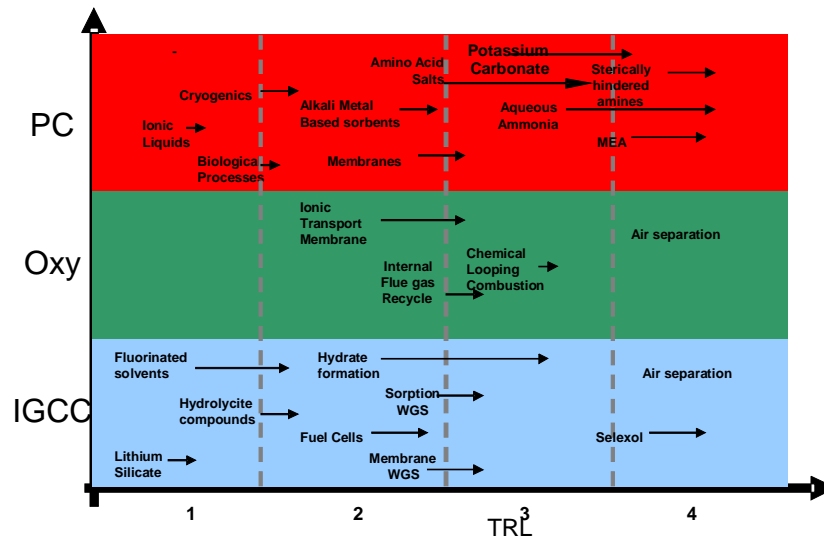 PC
-
Potassium
Carbonate
Amino Acid
Salts
Sterically
hindered
amines
Cryogenics
Alkali Metal
Based sorbents
Aqueous
Ammonia
Ionic
Liquids
MEA
Biological
Processes
Membranes
Oxy
Ionic
Transport
Membrane
Air separation
Internal
Flue gas
Recycle
Chemical
Looping
Combustion
IGCC
Fluorinated
solvents
Hydrate
formation
Air separation
Hydrolycite
compounds
Sorption
WGS
Fuel Cells
Selexol
Lithium
Silicate
Membrane
WGS
1
2
3
4
TRL